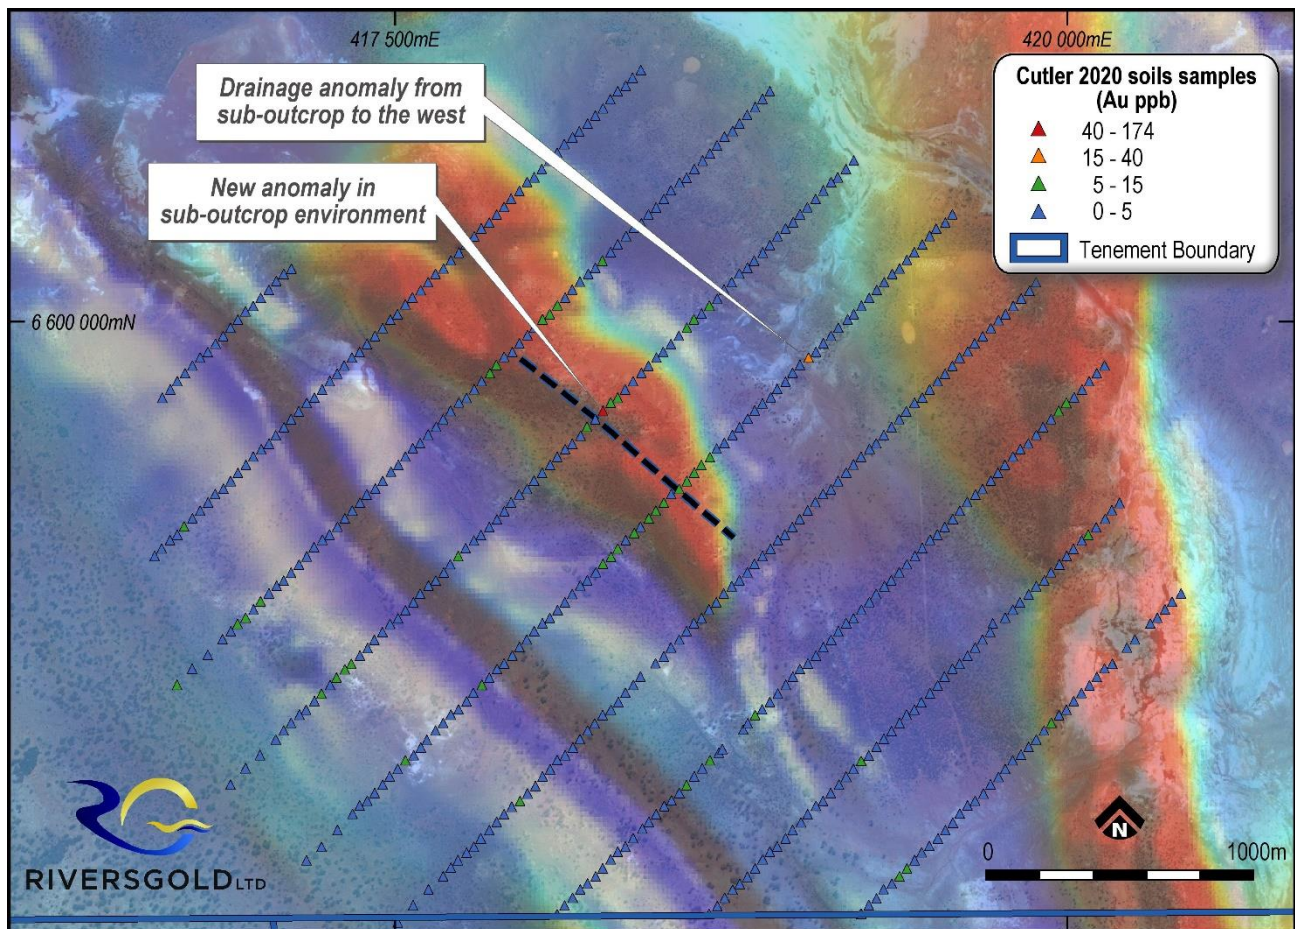 417 500mE
420 000mE
Drainage anomaly from
sub-outcrop to the west
New anomaly in
sub-outcrop environment
Cutler 2020 soils samples
(Au ppb)
40 - 174
15 - 40
5 - 15
0 - 5
Tenement Boundary
6 600 000mN
RIVERSGOLD LTD
N
0
1000m